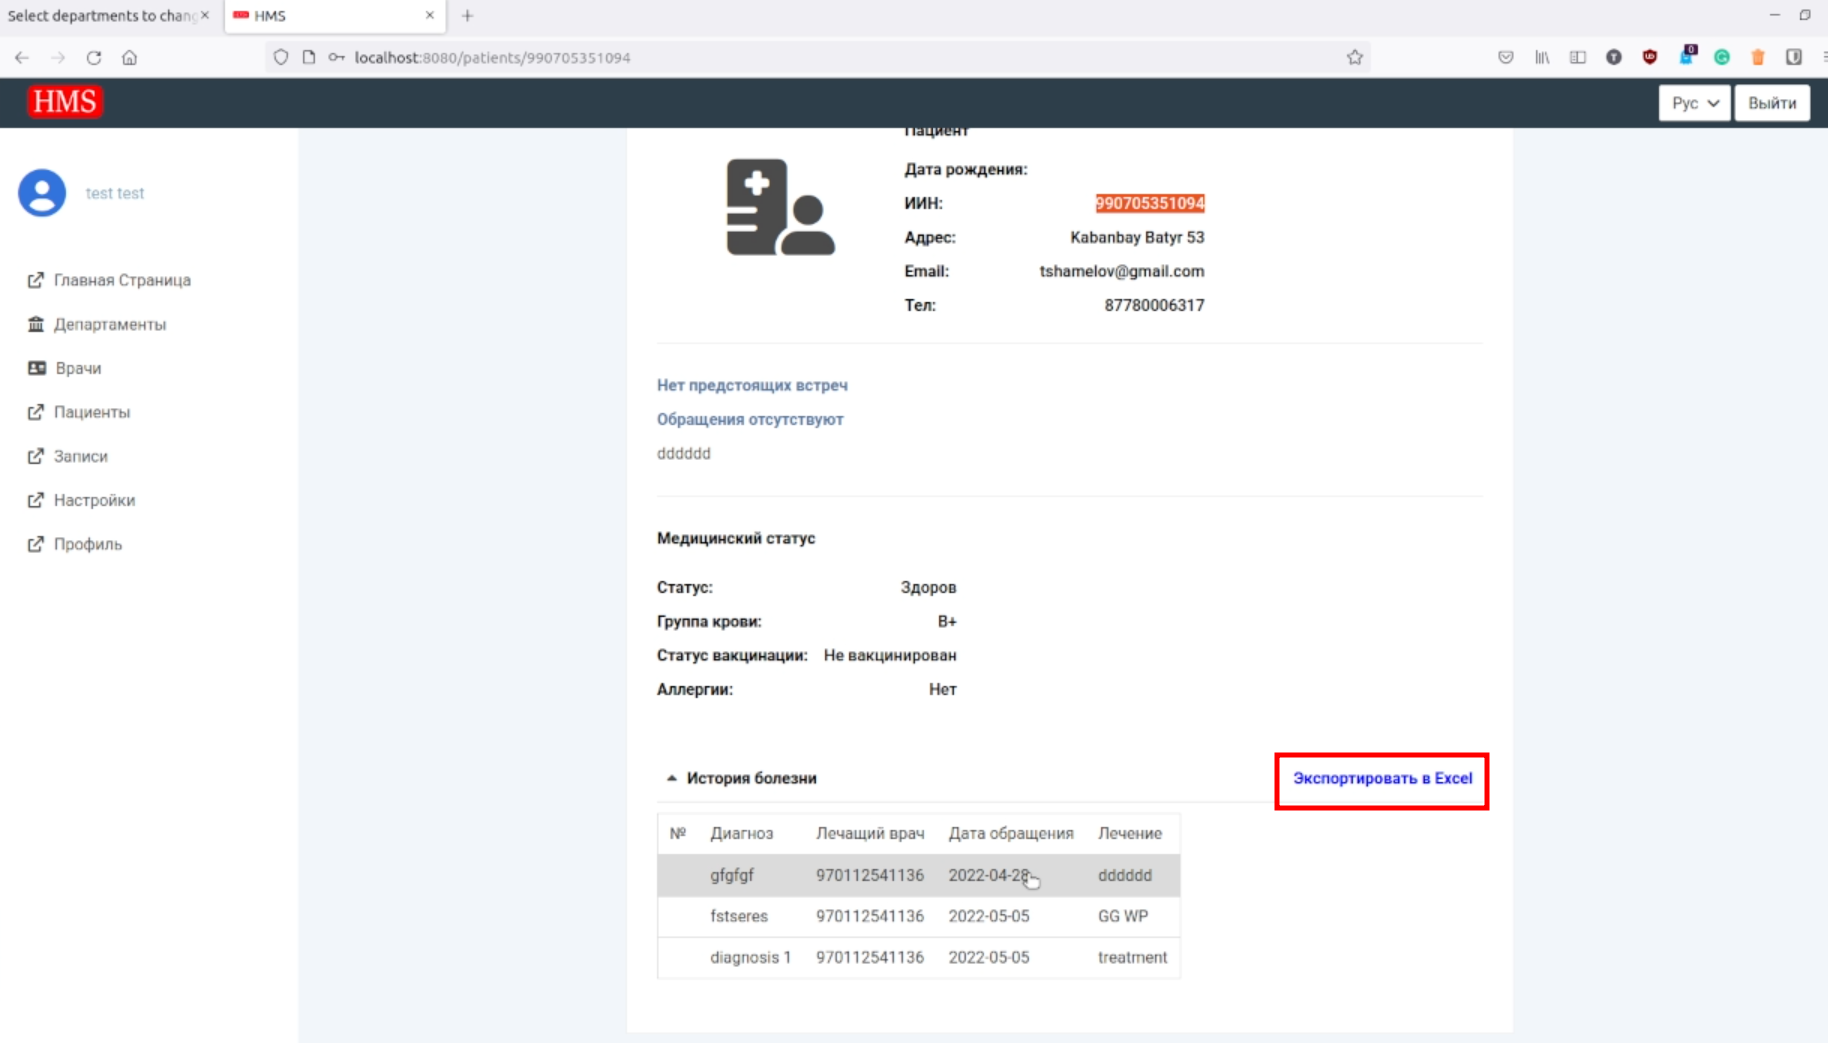 Select departments to chang
HMS
localhost:8080/patients/990705351094
0
HMS
Рус
Выйти
test test
Главная Страница
Департаменты
Врачи
Пациенты
Записи
Настройки
Профиль
Пациент
Дата рождения:
ИИН: 990705351094
Адрес: Kabanbay Batyr 53
Email: tshamelov@gmail.com
Тел: 87780006317
Нет предстоящих встреч
Обращения отсутствуют
dddddd
Медицинский статус
Статус: Здоров
Группа крови: B+
Статус вакцинации: Не вакцинирован
Аллергии: Нет
История болезни
Экспортировать в Excel
№ Диагноз Лечащий врач Дата обращения Лечение
gfgfgf 970112541136 2022-04-28 dddddd
fstseres 970112541136 2022-05-05 GG WP
diagnosis 1 970112541136 2022-05-05 treatment